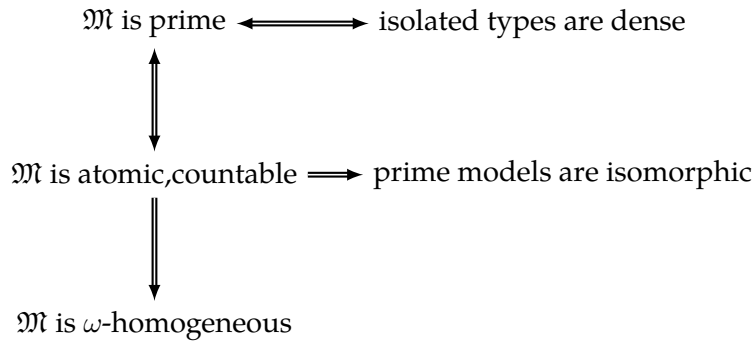 𝔐 is prime
isolated types are dense
𝔐 is atomic,countable
prime models are isomorphic
𝔐 is ω-homogeneous